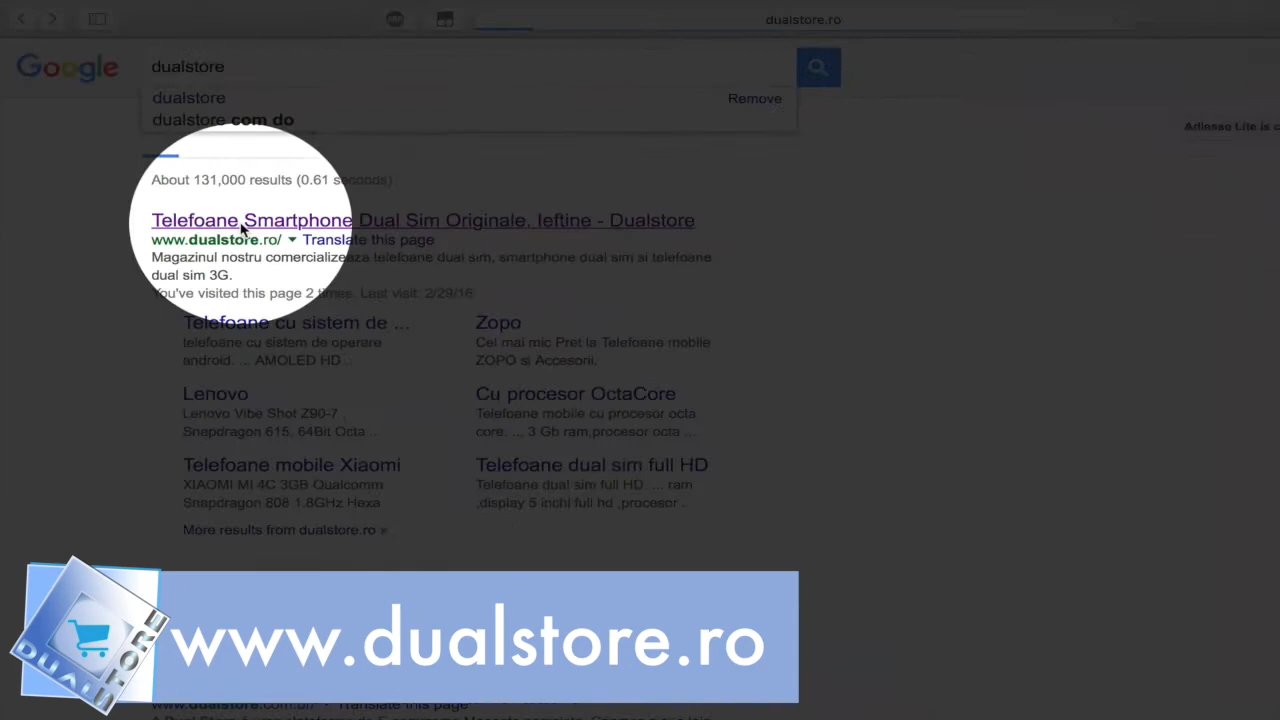 dualstore.ro
Google
dualstore
dualstore
Remove
dualstore com do
Adiosso Lite is c
About 131,000 results (0.61 seconds)
Telefoane Smartphone Dual Sim Originale. Ieftine - Dualstore
www.dualstore.ro/ Translate this page
Magazinul nostru comercializeaza telefoane dual sim, smartphone dual sim si telefoane
dual sim 3G.
You've visited this page 2 times. Last visit: 2/29/16
Telefoane cu sistem de ...
telefoane cu sistem de operare
android. ... AMOLED HD .
Zopo
Cel mai mic Pret la Telefoane mobile
ZOPO si Accesorii.
Lenovo
Lenovo Vibe Shot Z90-7 .
Snapdragon 615, 64Bit Octa ...
Cu procesor OctaCore
Telefoane mobile cu procesor octa
core. ... 3 Gb ram,procesor octa ...
Telefoane mobile Xiaomi
XIAOMI MI 4C 3GB Qualcomm
Snapdragon 808 1.8GHz Hexa
Telefoane dual sim full HD
Telefoane dual sim full HD. ... ram
,display 5 inchi full hd ,procesor .
More results from dualstore.ro »
DUALSTORE
www.dualstore.ro
www.dualstore.com.br/ Translate this page